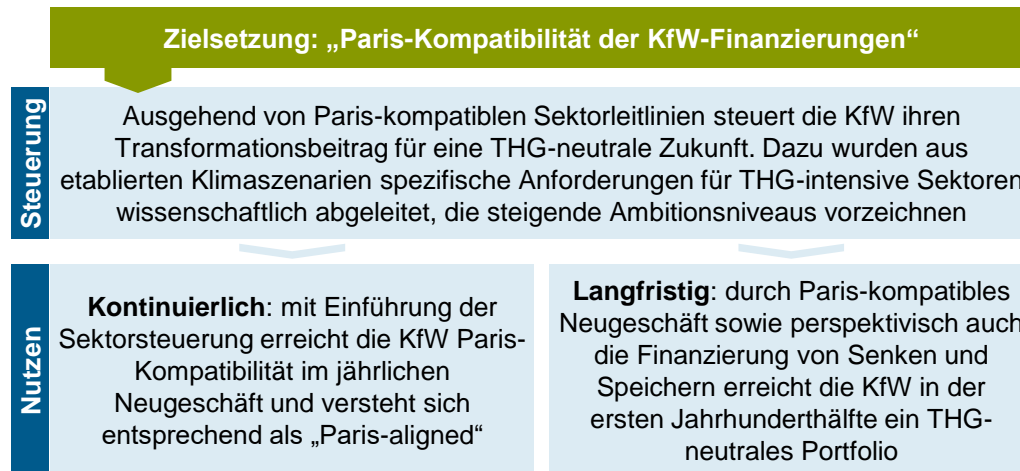 Zielsetzung: „Paris-Kompatibilität der KfW-Finanzierungen“
Steuerung
Ausgehend von Paris-kompatiblen Sektorleitlinien steuert die KfW ihren
Transformationsbeitrag für eine THG-neutrale Zukunft. Dazu wurden aus
etablierten Klimaszenarien spezifische Anforderungen für THG-intensive Sektoren
wissenschaftlich abgeleitet, die steigende Ambitionsniveaus vorzeichnen
Nutzen
Kontinuierlich: mit Einführung der
Sektorsteuerung erreicht die KfW Paris-
Kompatibilität im jährlichen
Neugeschäft und versteht sich
entsprechend als „Paris-aligned“
Langfristig: durch Paris-kompatibles
Neugeschäft sowie perspektivisch auch
die Finanzierung von Senken und
Speichern erreicht die KfW in der
ersten Jahrhunderthälfte ein THG-
neutrales Portfolio